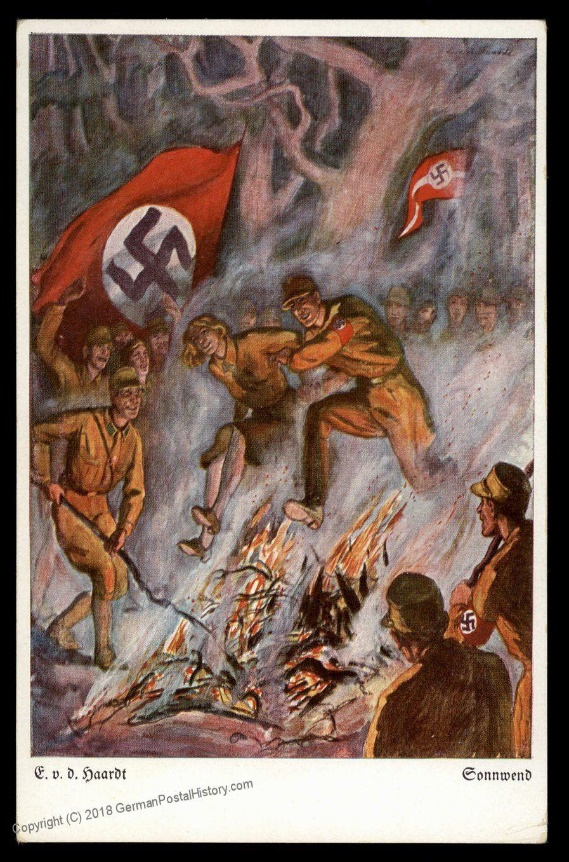 E. v. d. Haardt
Sonnwend
Copyright (C) 2018 GermanPostalHistory.com